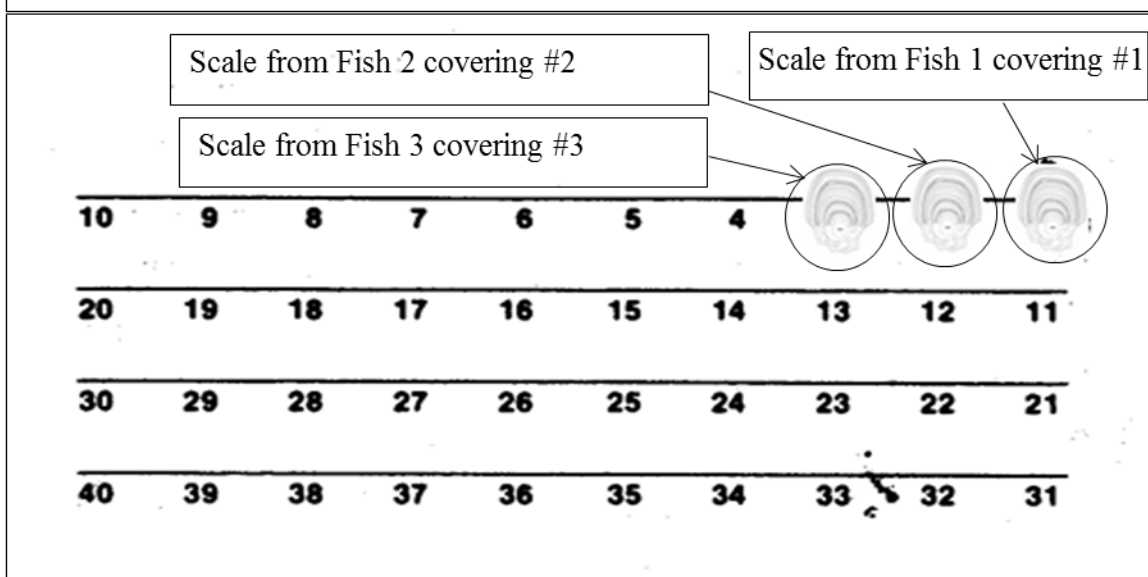 Scale from Fish 2 covering #2
Scale from Fish 1 covering #1
Scale from Fish 3 covering #3
10 9 8 7 6 5 4
20 19 18 17 16 15 14 13 12 11
30 29 28 27 26 25 24 23 22 21
40 39 38 37 36 35 34 33 32 31